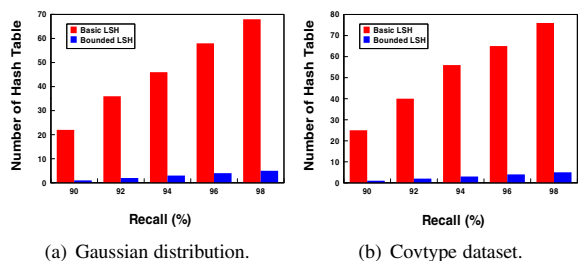 Number of Hash Table
70
60
50
40
30
20
10
0
Basic LSH
Bounded LSH
90 92 94 96 98
Recall (%)
(a) Gaussian distribution.
Number of Hash Table
80
70
60
50
40
30
20
10
0
Basic LSH
Bounded LSH
90 92 94 96 98
Recall (%)
(b) Covtype dataset.